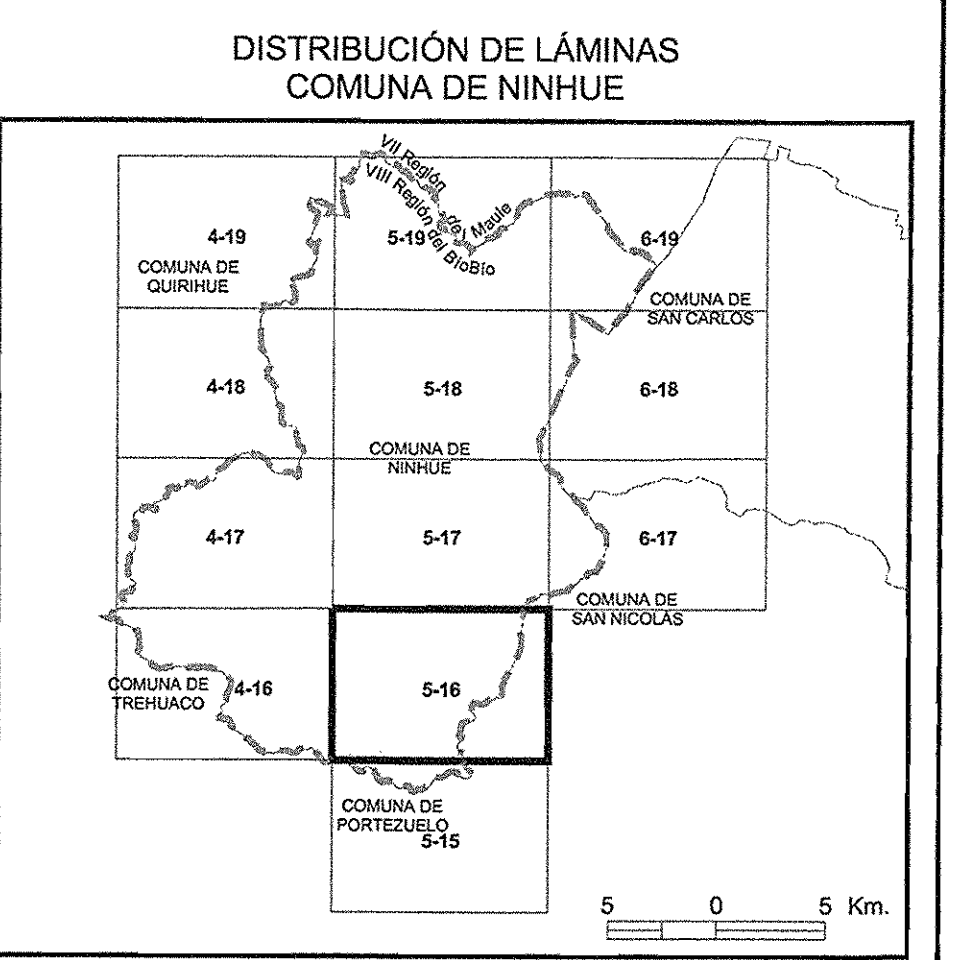 DISTRIBUCIÓN DE LÁMINAS
COMUNA DE NINHUE
VII Región del Maule
VIII Región del BíoBío
4-19
5-19
6-19
COMUNA DE
QUIRIHUE
COMUNA DE
SAN CARLOS
4-18
5-18
6-18
COMUNA DE
NINHUE
4-17
5-17
6-17
COMUNA DE
SAN NICOLÁS
COMUNA DE
TREHUACO
4-16
5-16
COMUNA DE
PORTEZUELO
5-15
5 0 5 Km.